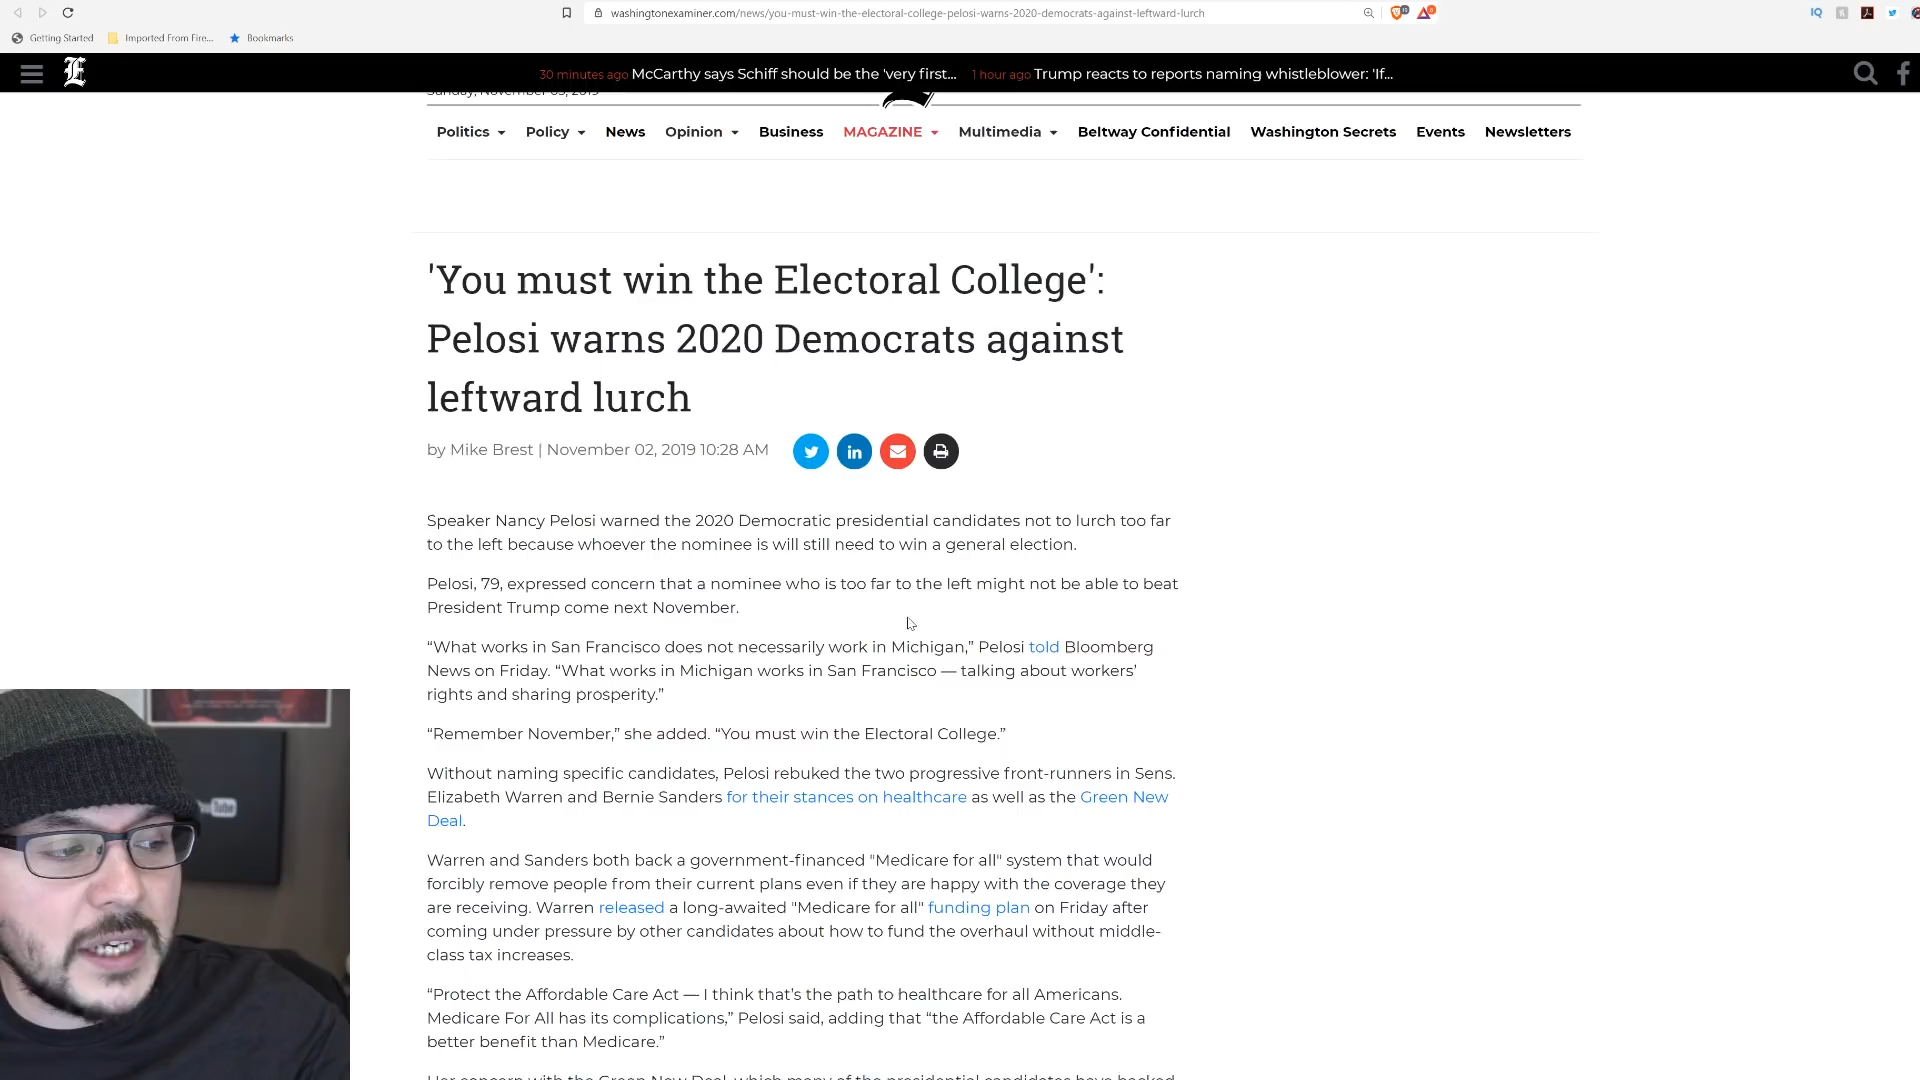 washingtonexaminer.com/news/you-must-win-the-electoral-college-pelosi-warns-2020-democrats-against-leftward-lurch
IQ
Getting Started
Imported From Fire...
Bookmarks
E
30 minutes ago McCarthy says Schiff should be the 'very first...
1 hour ago Trump reacts to reports naming whistleblower: 'If...
Politics
Policy
News
Opinion
Business
MAGAZINE
Multimedia
Beltway Confidential
Washington Secrets
Events
Newsletters
'You must win the Electoral College':
Pelosi warns 2020 Democrats against
leftward lurch
by Mike Brest | November 02, 2019 10:28 AM
in
Speaker Nancy Pelosi warned the 2020 Democratic presidential candidates not to lurch too far
to the left because whoever the nominee is will still need to win a general election.
Pelosi, 79, expressed concern that a nominee who is too far to the left might not be able to beat
President Trump come next November.
“What works in San Francisco does not necessarily work in Michigan,” Pelosi told Bloomberg
News on Friday. “What works in Michigan works in San Francisco — talking about workers’
rights and sharing prosperity.”
“Remember November,” she added. “You must win the Electoral College.”
Without naming specific candidates, Pelosi rebuked the two progressive front-runners in Sens.
Elizabeth Warren and Bernie Sanders for their stances on healthcare as well as the Green New
Deal.
Warren and Sanders both back a government-financed "Medicare for all" system that would
forcibly remove people from their current plans even if they are happy with the coverage they
are receiving. Warren released a long-awaited "Medicare for all" funding plan on Friday after
coming under pressure by other candidates about how to fund the overhaul without middle-
class tax increases.
“Protect the Affordable Care Act — I think that’s the path to healthcare for all Americans.
Medicare For All has its complications,” Pelosi said, adding that “the Affordable Care Act is a
better benefit than Medicare.”